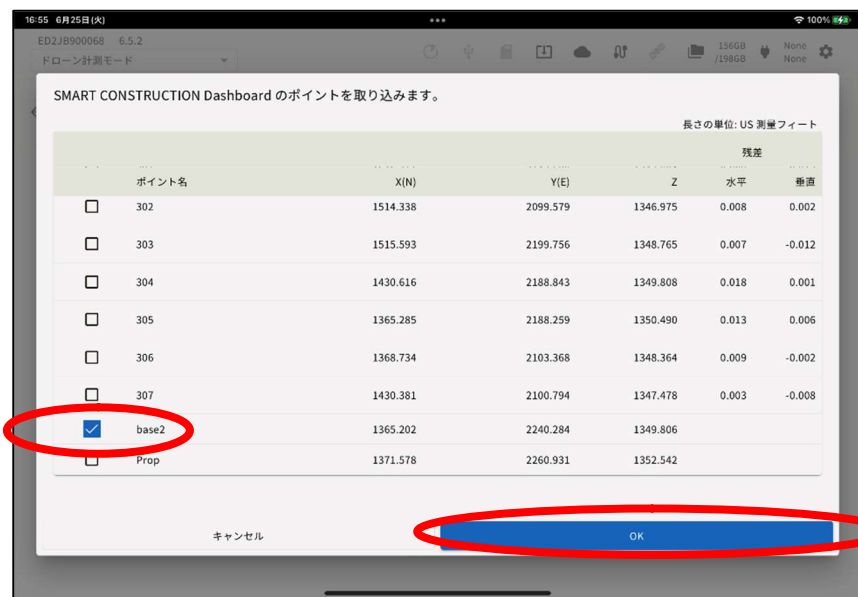 16:55 6月25日(火) 100%
ED2JB900068 6.5.2
ドローン計測モード
156GB
/198GB
None
None
SMART CONSTRUCTION Dashboard のポイントを取り込みます。
長さの単位: US 測量フィート
残差
ポイント名 X(N) Y(E) Z 水平 垂直
302 1514.338 2099.579 1346.975 0.008 0.002
303 1515.593 2199.756 1348.765 0.007 -0.012
304 1430.616 2188.843 1349.808 0.018 0.001
305 1365.285 2188.259 1350.490 0.013 0.006
306 1368.734 2103.368 1348.364 0.009 -0.002
307 1430.381 2100.794 1347.478 0.003 -0.008
base2 1365.202 2240.284 1349.806
Prop 1371.578 2260.931 1352.542
キャンセル OK